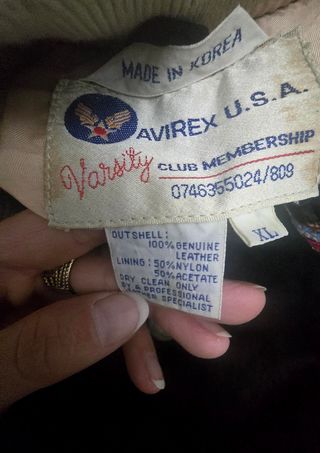 MADE IN KOREA
AVIREX U.S.A.
Varsity
CLUB MEMBERSHIP
0746355024/809
XL
OUTSHELL:
100% GENUINE
LEATHER
LINING: 50% NYLON
50% ACETATE
DRY CLEAN ONLY
BY A PROFESSIONAL
SPECIALIST